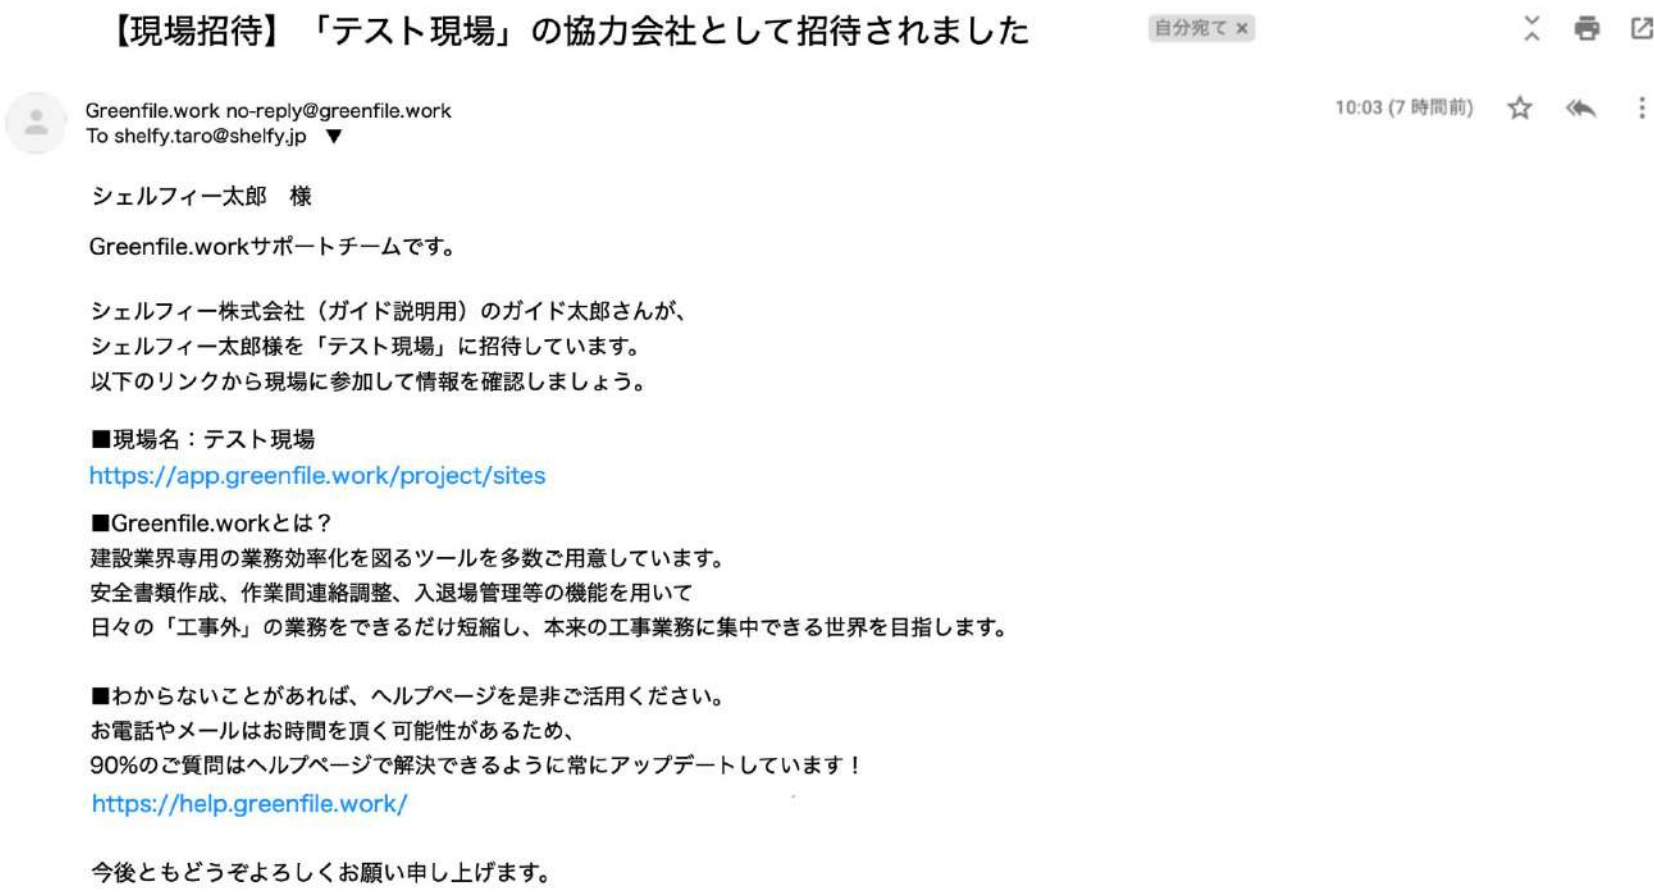 【現場招待】「テスト現場」の協力会社として招待されました 自分宛て ×
Greenfile.work no-reply@greenfile.work 10:03 (7 時間前)
To shelfy.taro@shelfy.jp ▼
シェルフィー太郎　様
Greenfile.workサポートチームです。
シェルフィー株式会社（ガイド説明用）のガイド太郎さんが、
シェルフィー太郎様を「テスト現場」に招待しています。
以下のリンクから現場に参加して情報を確認しましょう。
■現場名：テスト現場
https://app.greenfile.work/project/sites
■Greenfile.workとは？
建設業界専用の業務効率化を図るツールを多数ご用意しています。
安全書類作成、作業間連絡調整、入退場管理等の機能を用いて
日々の「工事外」の業務をできるだけ短縮し、本来の工事業務に集中できる世界を目指します。
■わからないことがあれば、ヘルプページを是非ご活用ください。
お電話やメールはお時間を頂く可能性があるため、
90%のご質問はヘルプページで解決できるように常にアップデートしています！
https://help.greenfile.work/
今後ともどうぞよろしくお願い申し上げます。